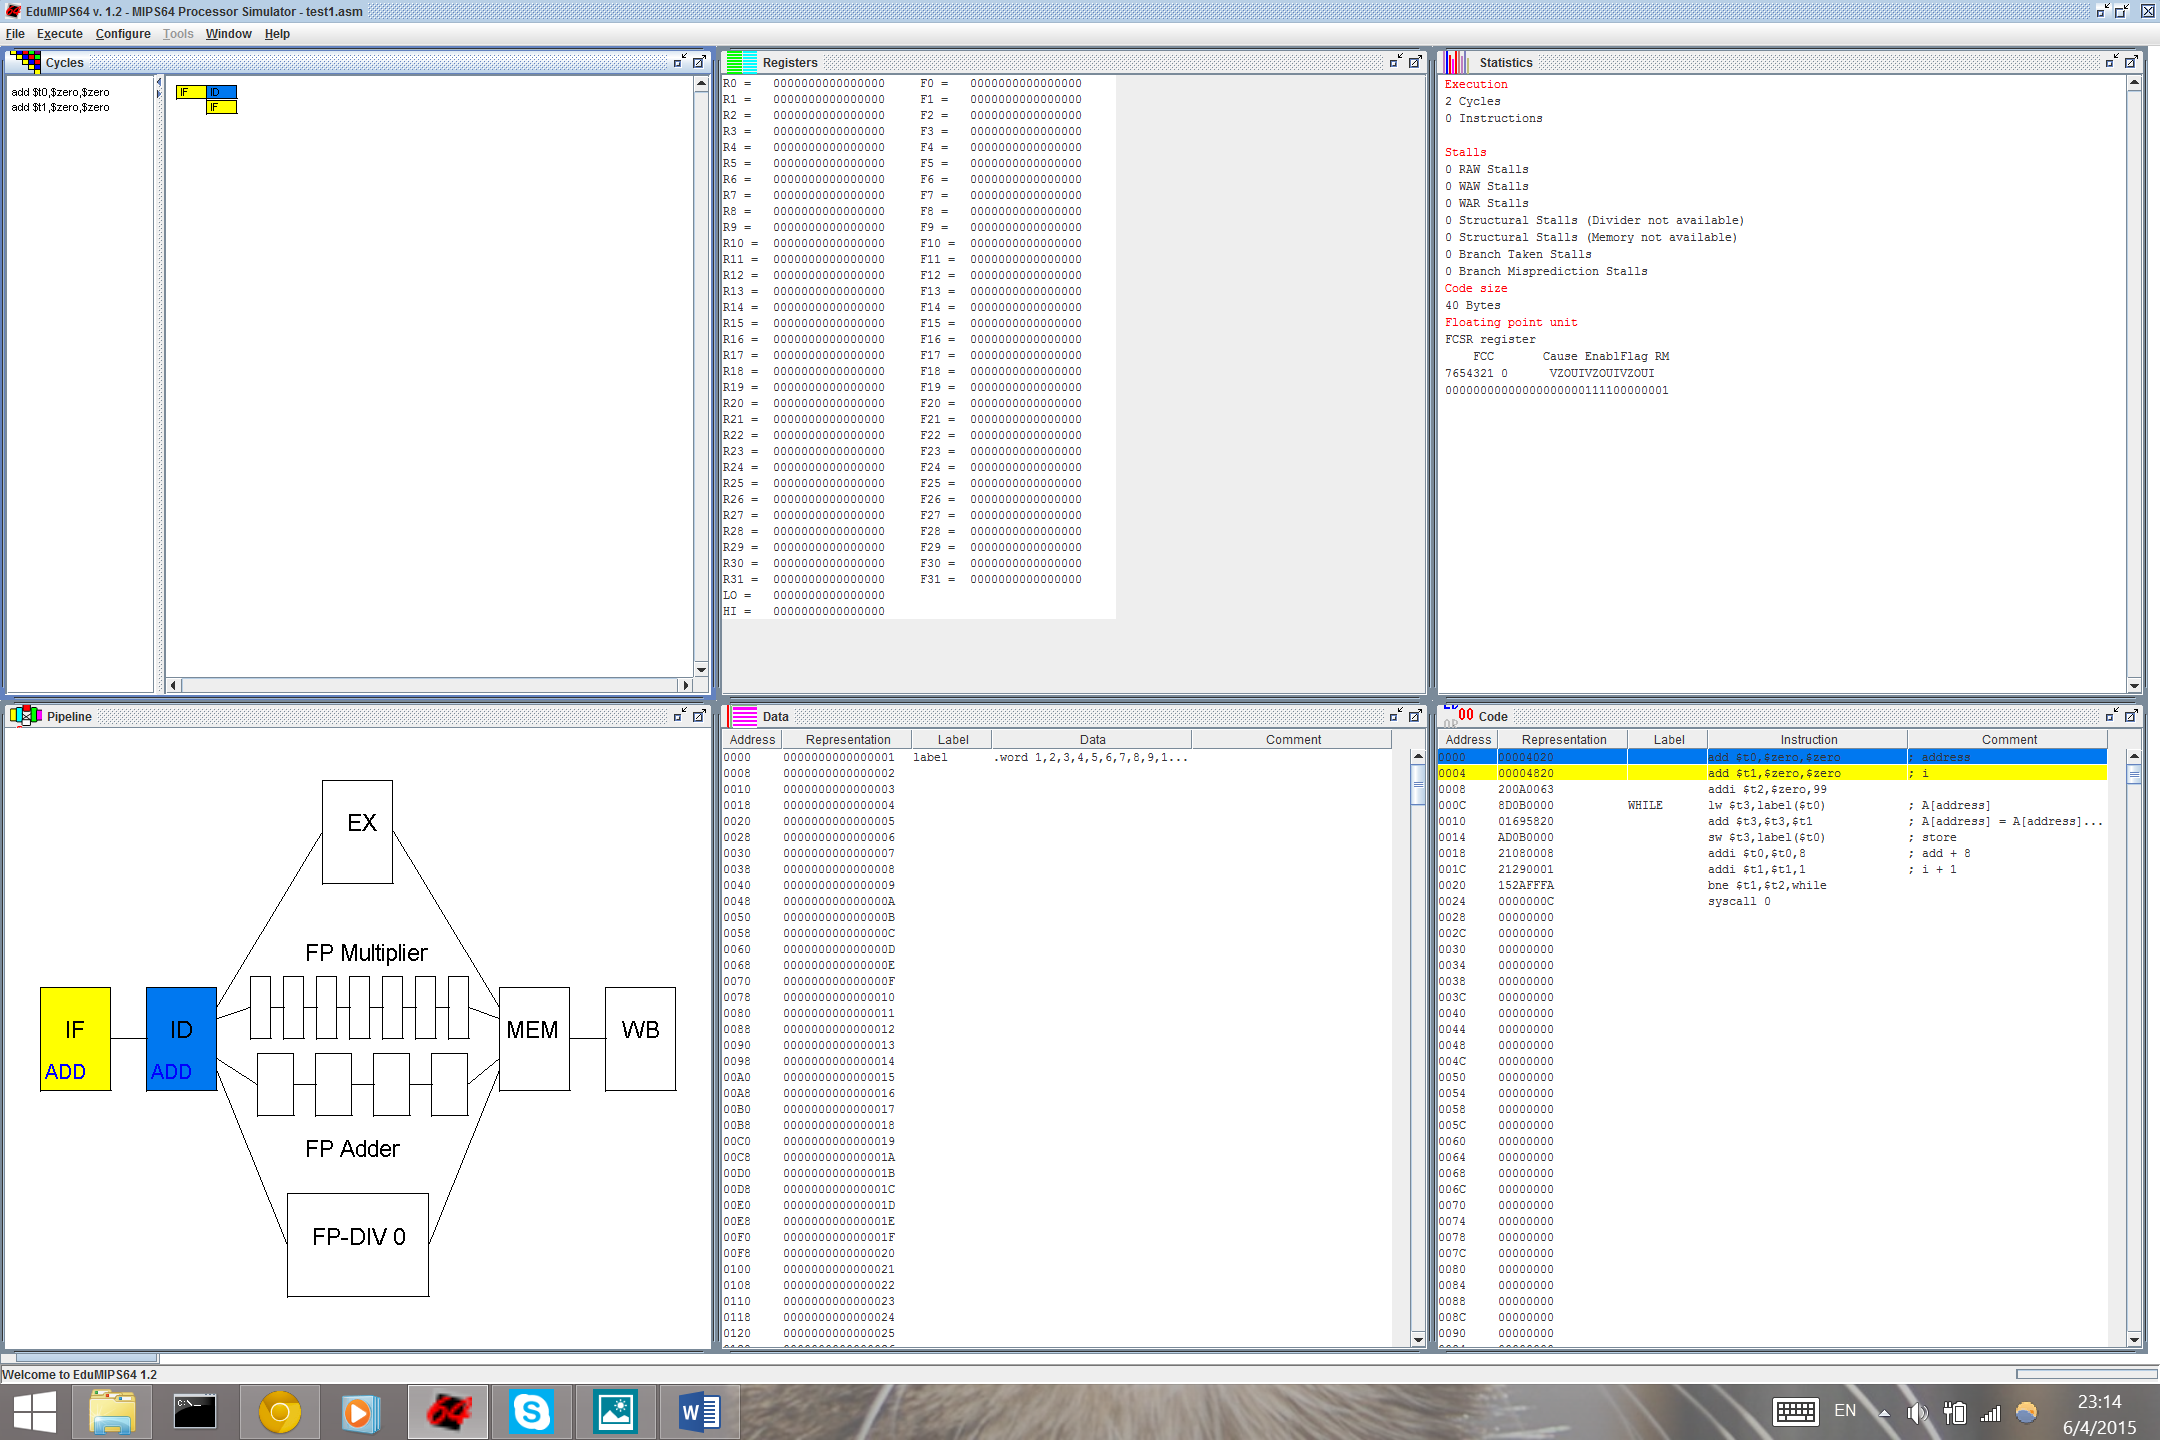 EduMIPS64 v. 1.2 - MIPS64 Processor Simulator - test1.asm
File Execute Configure Tools Window Help
Cycles
add $t0,$zero,$zero
add $t1,$zero,$zero
IF ID
IF
Registers
R0 = 0000000000000000 F0 = 0000000000000000
R1 = 0000000000000000 F1 = 0000000000000000
R2 = 0000000000000000 F2 = 0000000000000000
R3 = 0000000000000000 F3 = 0000000000000000
R4 = 0000000000000000 F4 = 0000000000000000
R5 = 0000000000000000 F5 = 0000000000000000
R6 = 0000000000000000 F6 = 0000000000000000
R7 = 0000000000000000 F7 = 0000000000000000
R8 = 0000000000000000 F8 = 0000000000000000
R9 = 0000000000000000 F9 = 0000000000000000
R10 = 0000000000000000 F10 = 0000000000000000
R11 = 0000000000000000 F11 = 0000000000000000
R12 = 0000000000000000 F12 = 0000000000000000
R13 = 0000000000000000 F13 = 0000000000000000
R14 = 0000000000000000 F14 = 0000000000000000
R15 = 0000000000000000 F15 = 0000000000000000
R16 = 0000000000000000 F16 = 0000000000000000
R17 = 0000000000000000 F17 = 0000000000000000
R18 = 0000000000000000 F18 = 0000000000000000
R19 = 0000000000000000 F19 = 0000000000000000
R20 = 0000000000000000 F20 = 0000000000000000
R21 = 0000000000000000 F21 = 0000000000000000
R22 = 0000000000000000 F22 = 0000000000000000
R23 = 0000000000000000 F23 = 0000000000000000
R24 = 0000000000000000 F24 = 0000000000000000
R25 = 0000000000000000 F25 = 0000000000000000
R26 = 0000000000000000 F26 = 0000000000000000
R27 = 0000000000000000 F27 = 0000000000000000
R28 = 0000000000000000 F28 = 0000000000000000
R29 = 0000000000000000 F29 = 0000000000000000
R30 = 0000000000000000 F30 = 0000000000000000
R31 = 0000000000000000 F31 = 0000000000000000
LO = 0000000000000000
HI = 0000000000000000
Statistics
Execution
2 Cycles
0 Instructions
Stalls
0 RAW Stalls
0 WAW Stalls
0 WAR Stalls
0 Structural Stalls (Divider not available)
0 Structural Stalls (Memory not available)
0 Branch Taken Stalls
0 Branch Misprediction Stalls
Code size
40 Bytes
Floating point unit
FCSR register
FCC Cause EnablFlag RM
7654321 0 VZOUIVZOUIVZOUI
00000000000000000000111100000001
Pipeline
EX
FP Multiplier
IF ID MEM WB
ADD ADD
FP Adder
FP-DIV 0
Data
Address Representation Label Data Comment
0000 0000000000000001 label .word 1,2,3,4,5,6,7,8,9,1...
0008 0000000000000002
0010 0000000000000003
0018 0000000000000004
0020 0000000000000005
0028 0000000000000006
0030 0000000000000007
0038 0000000000000008
0040 0000000000000009
0048 000000000000000A
0050 000000000000000B
0058 000000000000000C
0060 000000000000000D
0068 000000000000000E
0070 000000000000000F
0078 0000000000000010
0080 0000000000000011
0088 0000000000000012
0090 0000000000000013
0098 0000000000000014
00A0 0000000000000015
00A8 0000000000000016
00B0 0000000000000017
00B8 0000000000000018
00C0 0000000000000019
00C8 000000000000001A
00D0 000000000000001B
00D8 000000000000001C
00E0 000000000000001D
00E8 000000000000001E
00F0 000000000000001F
00F8 0000000000000020
0100 0000000000000021
0108 0000000000000022
0110 0000000000000023
0118 0000000000000024
0120 0000000000000025
Code
Address Representation Label Instruction Comment
0000 00004020 add $t0,$zero,$zero ; address
0004 00004820 add $t1,$zero,$zero ; i
0008 200A0063 addi $t2,$zero,99
000C 8D0B0000 WHILE lw $t3,label($t0) ; A[address]
0010 01695820 add $t3,$t3,$t1 ; A[address] = A[address]...
0014 AD0B0000 sw $t3,label($t0) ; store
0018 21080008 addi $t0,$t0,8 ; add + 8
001C 21290001 addi $t1,$t1,1 ; i + 1
0020 152AFFFA bne $t1,$t2,while
0024 0000000C syscall 0
0028 00000000
002C 00000000
0030 00000000
0034 00000000
0038 00000000
003C 00000000
0040 00000000
0044 00000000
0048 00000000
004C 00000000
0050 00000000
0054 00000000
0058 00000000
005C 00000000
0060 00000000
0064 00000000
0068 00000000
006C 00000000
0070 00000000
0074 00000000
0078 00000000
007C 00000000
0080 00000000
0084 00000000
0088 00000000
008C 00000000
0090 00000000
Welcome to EduMIPS64 1.2
EN
23:14
6/4/2015